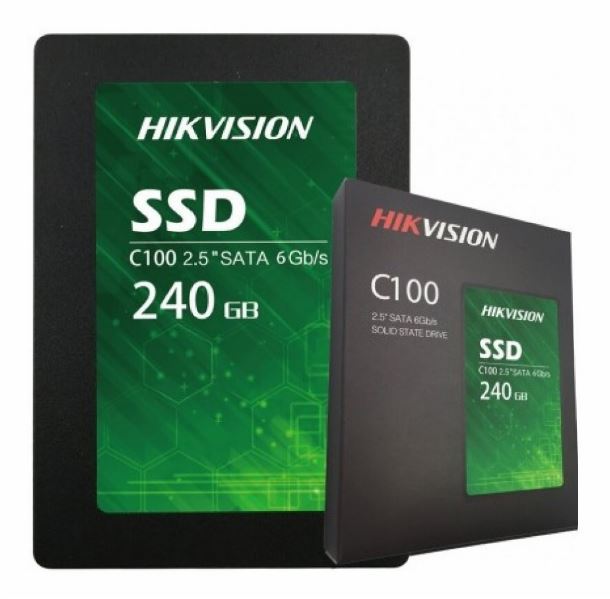 HIKVISION
SSD
C100 2.5" SATA 6Gb/s
240 GB
HIKVISION
C100
2.5" SATA 6Gb/s
SOLID STATE DRIVE
HIKVISION
SSD
C100 2.5" SATA 6Gb/s
240 GB